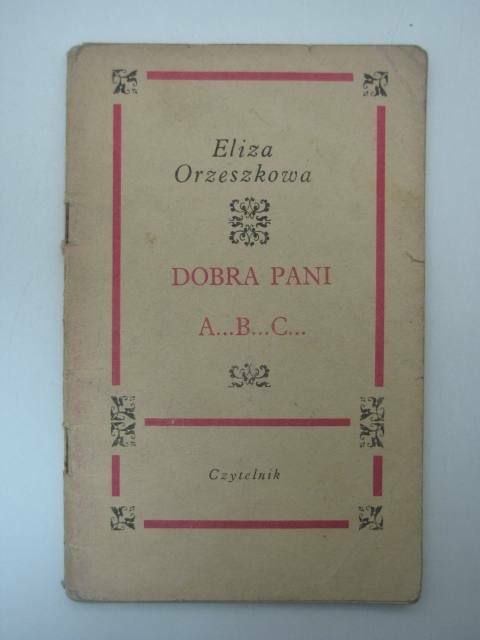 Eliza
Orzeszkowa
DOBRA PANI
A...B...C...
Czytelnik